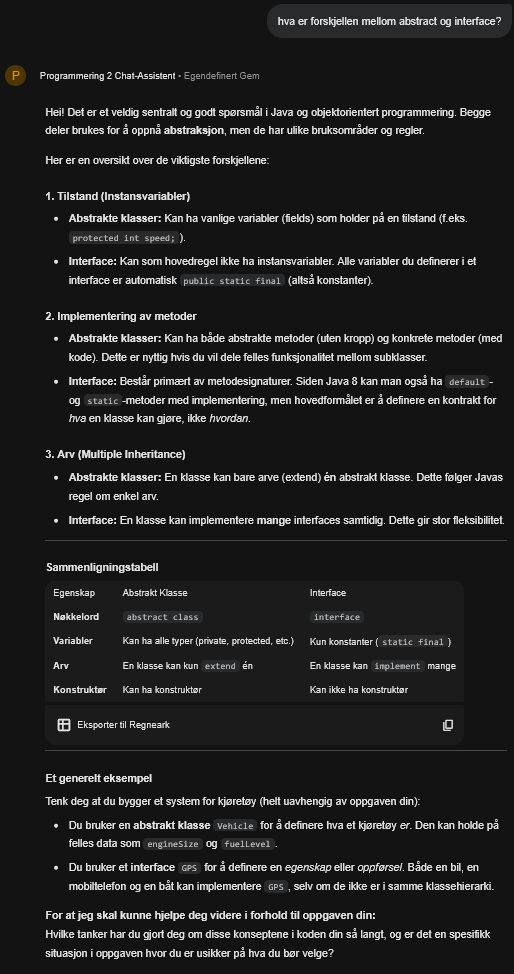 hva er forskjellen mellom abstract og interface?
P
Programmering 2 Chat-Assistent • Egendefinert Gem
Hei! Det er et veldig sentralt og godt spørsmål i Java og objektorientert programmering. Begge
deler brukes for å oppnå abstraksjon, men de har ulike bruksområder og regler.
Her er en oversikt over de viktigste forskjellene:
1. Tilstand (Instansvariabler)
• Abstrakte klasser: Kan ha vanlige variabler (fields) som holder på en tilstand (f.eks.
protected int speed; ).
• Interface: Kan som hovedregel ikke ha instansvariabler. Alle variabler du definerer i et
interface er automatisk public static final (altså konstanter).
2. Implementering av metoder
• Abstrakte klasser: Kan ha både abstrakte metoder (uten kropp) og konkrete metoder (med
kode). Dette er nyttig hvis du vil dele felles funksjonalitet mellom subklasser.
• Interface: Består primært av metodesignaturer. Siden Java 8 kan man også ha default -
og static -metoder med implementering, men hovedformålet er å definere en kontrakt for
hva en klasse kan gjøre, ikke hvordan.
3. Arv (Multiple Inheritance)
• Abstrakte klasser: En klasse kan bare arve (extend) én abstrakt klasse. Dette følger Javas
regel om enkel arv.
• Interface: En klasse kan implementere mange interfaces samtidig. Dette gir stor fleksibilitet.
Sammenligningstabell
Egenskap Abstrakt Klasse Interface
Nøkkelord abstract class interface
Variabler Kan ha alle typer (private, protected, etc.) Kun konstanter ( static final )
Arv En klasse kan kun extend én En klasse kan implement mange
Konstruktør Kan ha konstruktør Kan ikke ha konstruktør
Eksporter til Regneark
Et generelt eksempel
Tenk deg at du bygger et system for kjøretøy (helt uavhengig av oppgaven din):
• Du bruker en abstrakt klasse Vehicle for å definere hva et kjøretøy er. Den kan holde på
felles data som engineSize og fuelLevel .
• Du bruker et interface GPS for å definere en egenskap eller oppførsel. Både en bil, en
mobiltelefon og en båt kan implementere GPS , selv om de ikke er i samme klassehierarki.
For at jeg skal kunne hjelpe deg videre i forhold til oppgaven din:
Hvilke tanker har du gjort deg om disse konseptene i koden din så langt, og er det en spesifikk
situasjon i oppgaven hvor du er usikker på hva du bør velge?